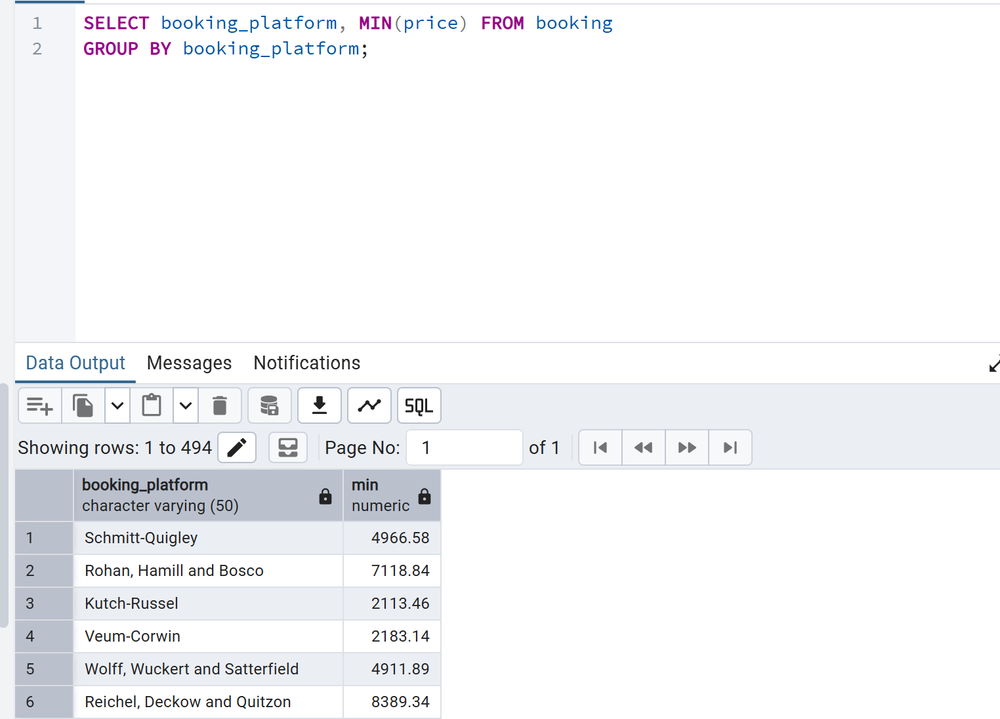 1 SELECT booking_platform, MIN(price) FROM booking
2 GROUP BY booking_platform;
Data Output Messages Notifications
SQL
Showing rows: 1 to 494 Page No: 1 of 1
booking_platform min
character varying (50) numeric
1 Schmitt-Quigley 4966.58
2 Rohan, Hamill and Bosco 7118.84
3 Kutch-Russel 2113.46
4 Veum-Corwin 2183.14
5 Wolff, Wuckert and Satterfield 4911.89
6 Reichel, Deckow and Quitzon 8389.34